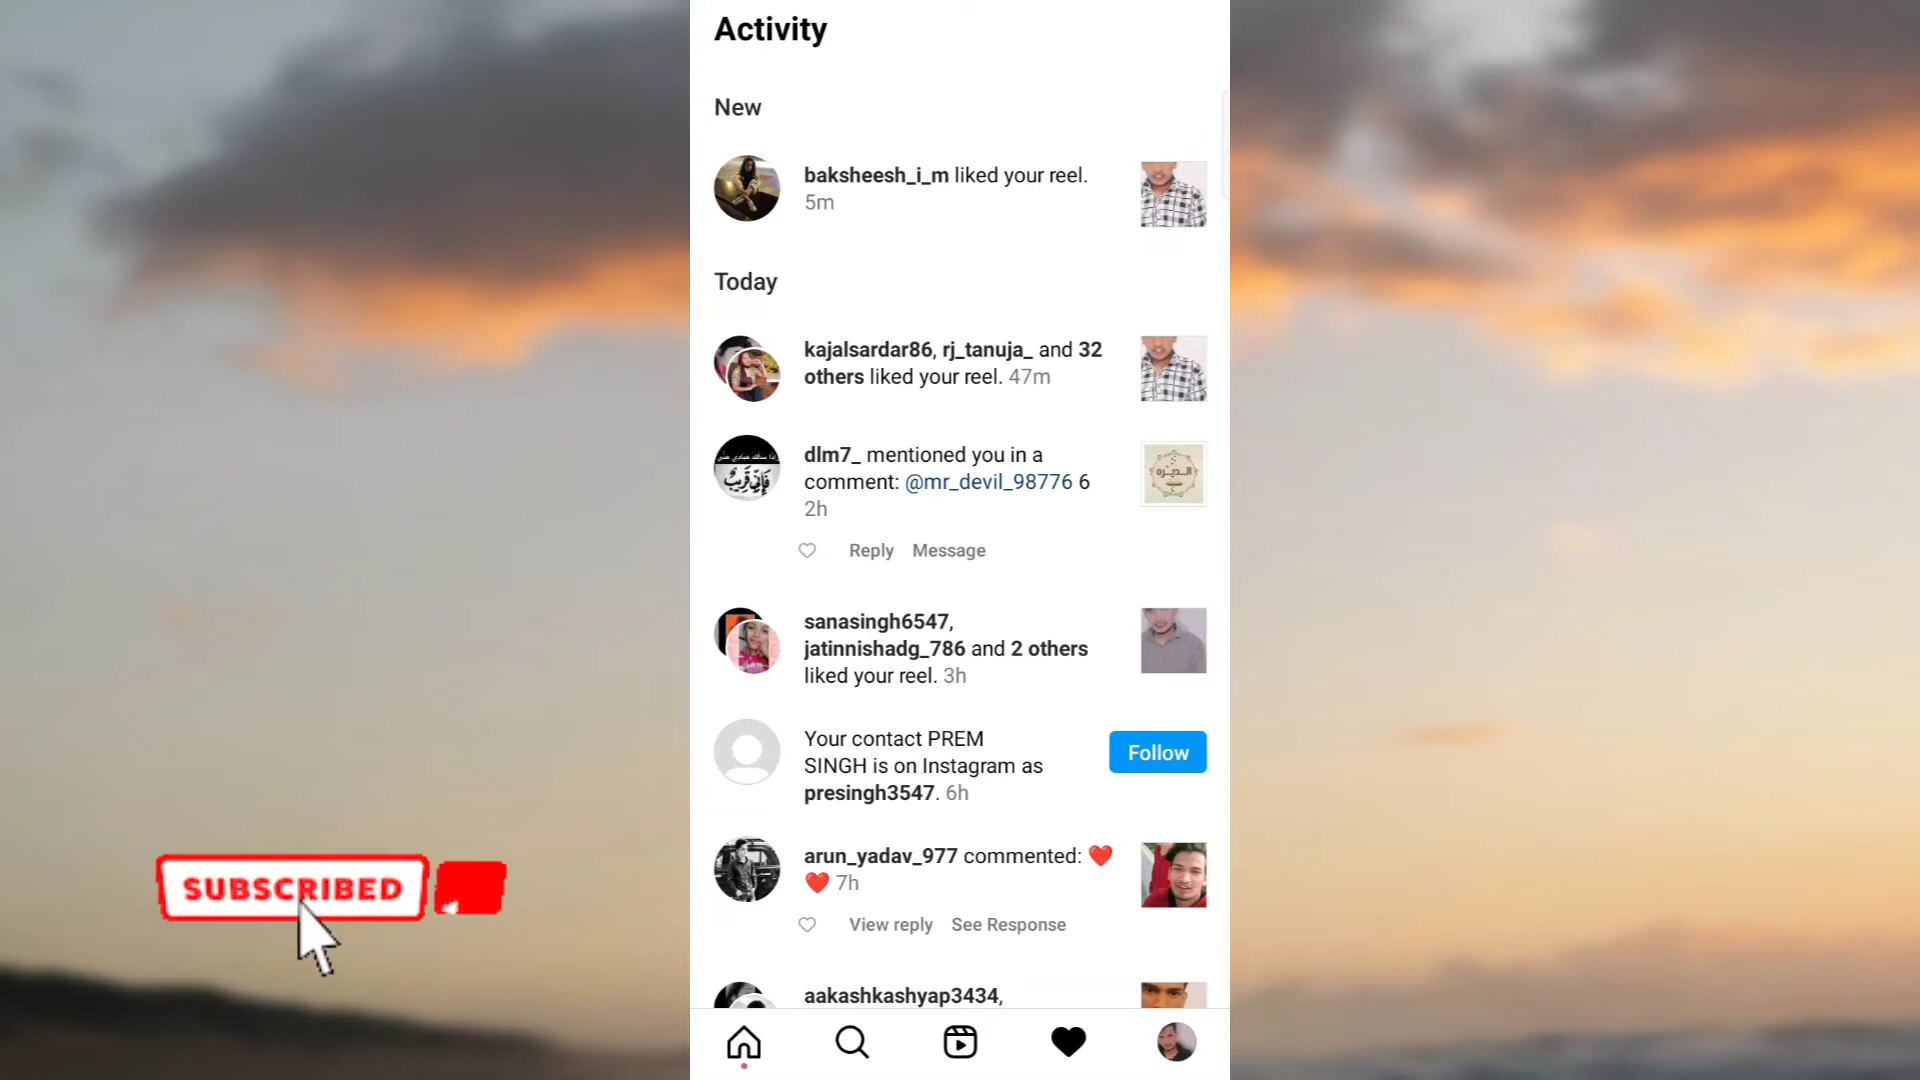 Activity
New
baksheesh_i_m liked your reel.
5m
Today
kajalsardar86, rj_tanuja_ and 32
others liked your reel. 47m
dlm7_ mentioned you in a
comment: @mr_devil_98776 6
2h
Reply Message
sanasingh6547,
jatinnishadg_786 and 2 others
liked your reel. 3h
Your contact PREM
SINGH is on Instagram as
presingh3547. 6h
Follow
arun_yadav_977 commented: ❤️
❤️ 7h
View reply See Response
aakashkashyap3434,
SUBSCRIBED